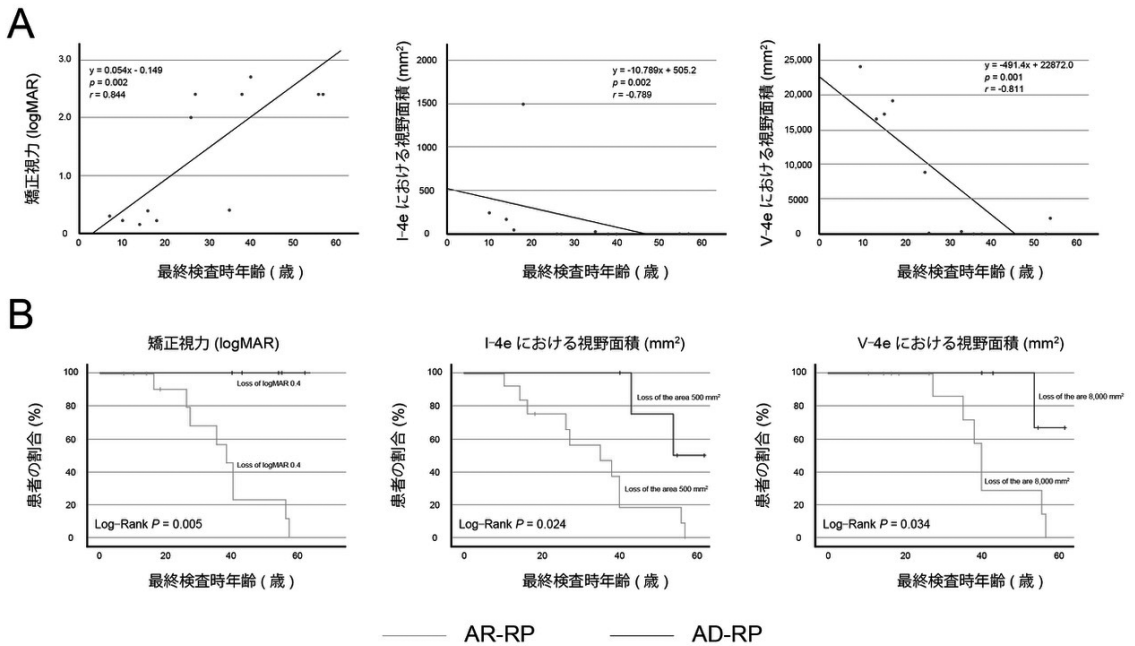 A
矯正視力 (logMAR)
3.0
2.0
1.0
0
y = 0.054x - 0.149
p = 0.002
r = 0.844
0 10 20 30 40 50 60
最終検査時年齢 ( 歳 )
I-4e における視野面積 (mm²)
2000
1500
1000
500
0
y = -10.789x + 505.2
p = 0.002
r = -0.789
0 10 20 30 40 50 60
最終検査時年齢 ( 歳 )
V-4e における視野面積 (mm²)
25,000
20,000
15,000
10,000
5000
0
y = -491.4x + 22872.0
p = 0.001
r = -0.811
0 10 20 30 40 50 60
最終検査時年齢 ( 歳 )
B
矯正視力 (logMAR)
患者の割合 (%)
100
80
60
40
20
0
Loss of logMAR 0.4
Loss of logMAR 0.4
Log-Rank P = 0.005
0 20 40 60
最終検査時年齢 ( 歳 )
I-4e における視野面積 (mm²)
患者の割合 (%)
100
80
60
40
20
0
Loss of the area 500 mm²
Loss of the area 500 mm²
Log-Rank P = 0.024
0 20 40 60
最終検査時年齢 ( 歳 )
V-4e における視野面積 (mm²)
患者の割合 (%)
100
80
60
40
20
0
Loss of the are 8,000 mm²
Loss of the are 8,000 mm²
Log-Rank P = 0.034
0 20 40 60
最終検査時年齢 ( 歳 )
AR-RP
AD-RP